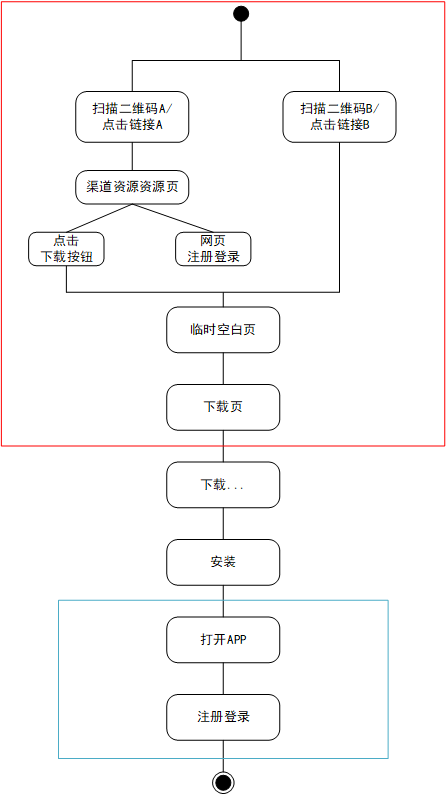 扫描二维码A/
点击链接A
扫描二维码B/
点击链接B
渠道资源资源页
点击
下载按钮
网页
注册登录
临时空白页
下载页
下载...
安装
打开APP
注册登录